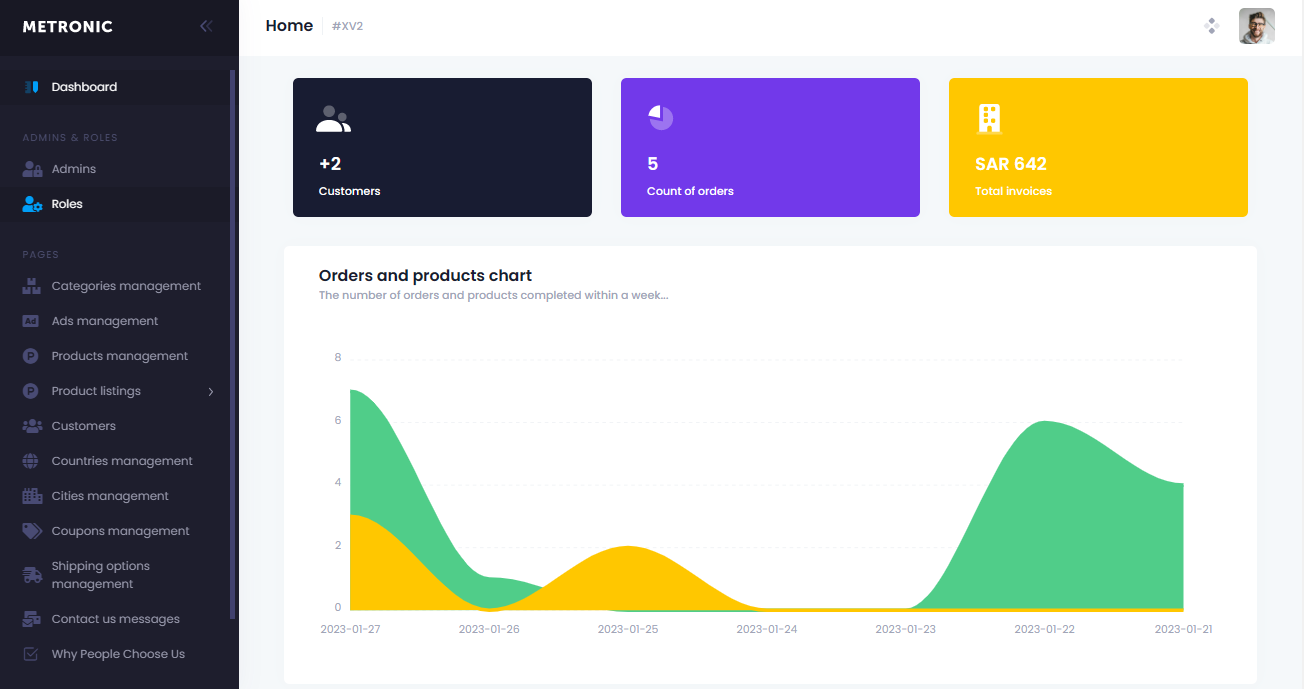 METRONIC
Home
#XV2
Dashboard
ADMINS & ROLES
Admins
Roles
PAGES
Categories management
Ad
Ads management
P
Products management
P
Product listings
Customers
Countries management
Cities management
Coupons management
Shipping options
management
Contact us messages
Why People Choose Us
+2
Customers
5
Count of orders
SAR 642
Total invoices
Orders and products chart
The number of orders and products completed within a week...
8
6
4
2
0
2023-01-27 2023-01-26 2023-01-25 2023-01-24 2023-01-23 2023-01-22 2023-01-21